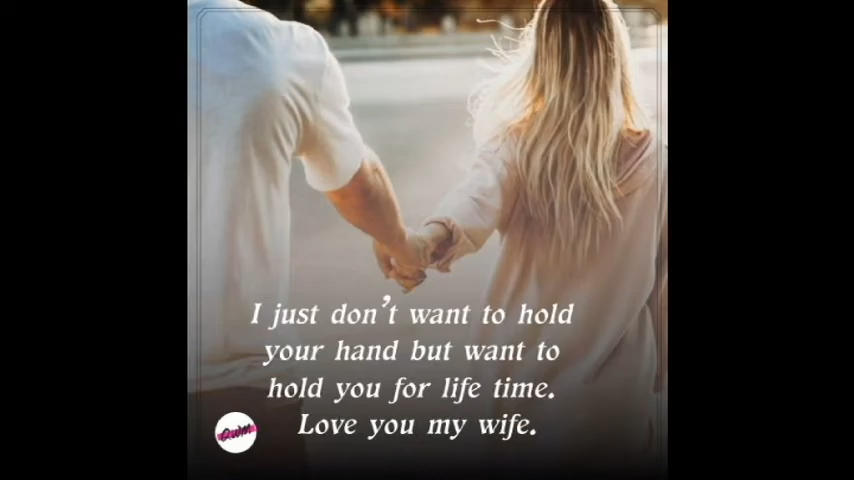 I just don't want to hold
your hand but want to
hold you for life time.
Love you my wife.
Qwm